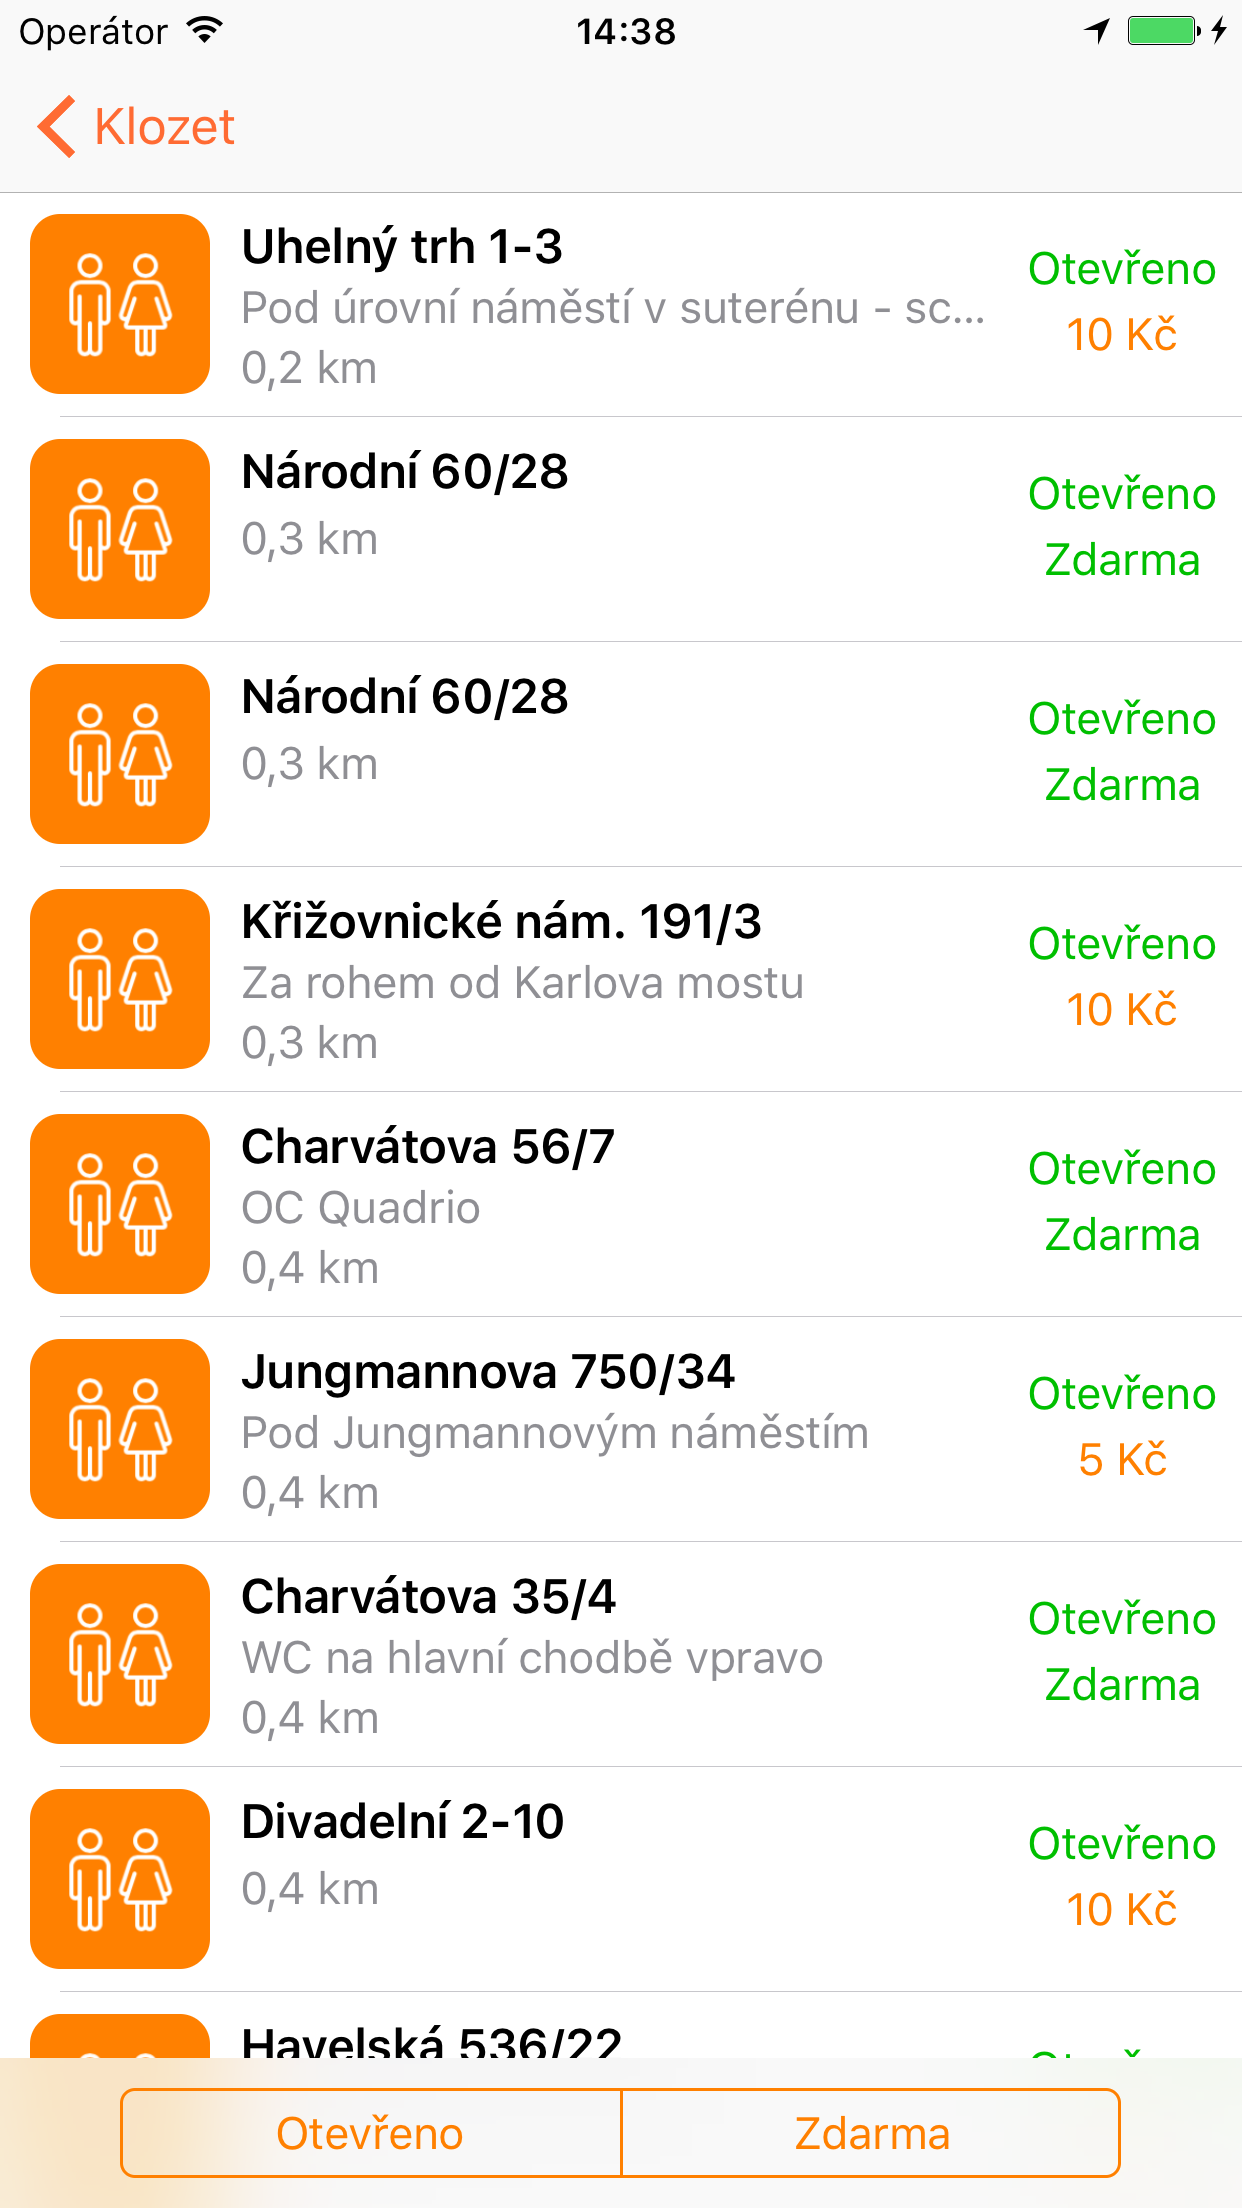 Operátor
14:38
Klozet
Uhelný trh 1-3
Pod úrovní náměstí v suterénu - sc...
0,2 km
Otevřeno
10 Kč
Národní 60/28
0,3 km
Otevřeno
Zdarma
Národní 60/28
0,3 km
Otevřeno
Zdarma
Křižovnické nám. 191/3
Za rohem od Karlova mostu
0,3 km
Otevřeno
10 Kč
Charvátova 56/7
OC Quadrio
0,4 km
Otevřeno
Zdarma
Jungmannova 750/34
Pod Jungmannovým náměstím
0,4 km
Otevřeno
5 Kč
Charvátova 35/4
WC na hlavní chodbě vpravo
0,4 km
Otevřeno
Zdarma
Divadelní 2-10
0,4 km
Otevřeno
10 Kč
Havelská 536/22
Otevřeno
Zdarma